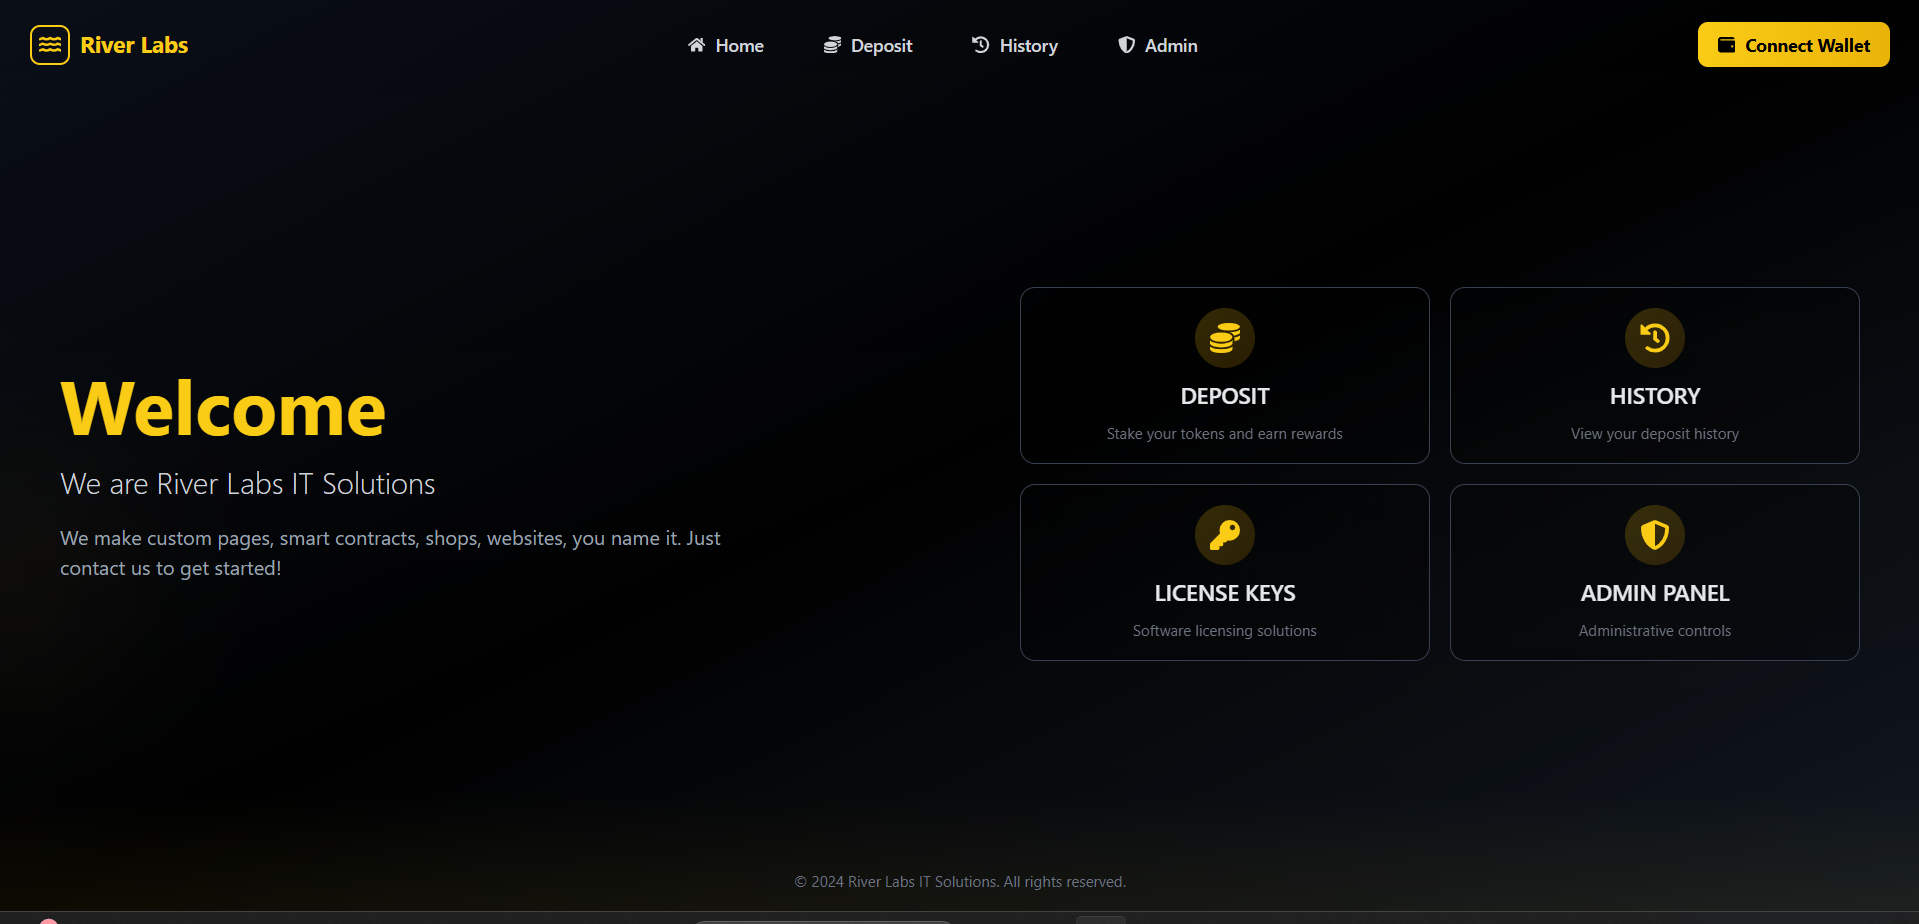 River Labs
Home
Deposit
History
Admin
Connect Wallet
Welcome
We are River Labs IT Solutions
We make custom pages, smart contracts, shops, websites, you name it. Just
contact us to get started!
DEPOSIT
Stake your tokens and earn rewards
HISTORY
View your deposit history
LICENSE KEYS
Software licensing solutions
ADMIN PANEL
Administrative controls
© 2024 River Labs IT Solutions. All rights reserved.